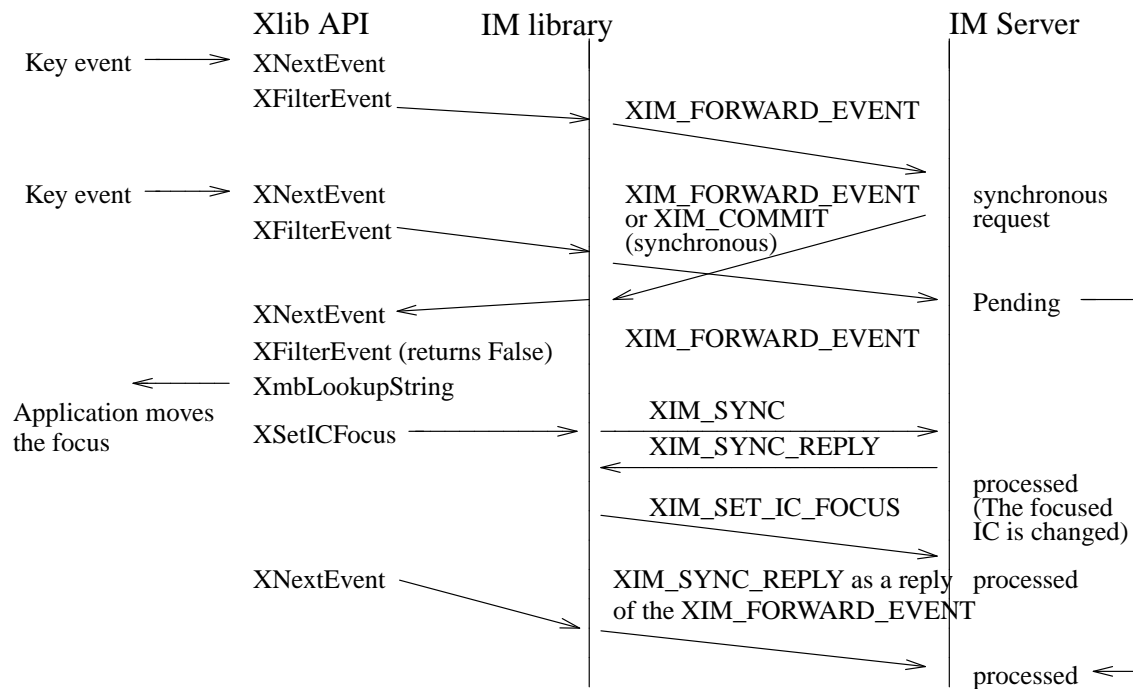 Xlib API IM library IM Server
Key event XNextEvent
XFilterEvent XIM_FORWARD_EVENT
Key event XNextEvent XIM_FORWARD_EVENT synchronous
or XIM_COMMIT request
XFilterEvent (synchronous)
XNextEvent Pending
XFilterEvent (returns False) XIM_FORWARD_EVENT
XmbLookupString
Application moves XIM_SYNC
the focus XSetICFocus
XIM_SYNC_REPLY
processed
XIM_SET_IC_FOCUS (The focused
IC is changed)
XNextEvent XIM_SYNC_REPLY as a reply processed
of the XIM_FORWARD_EVENT
processed